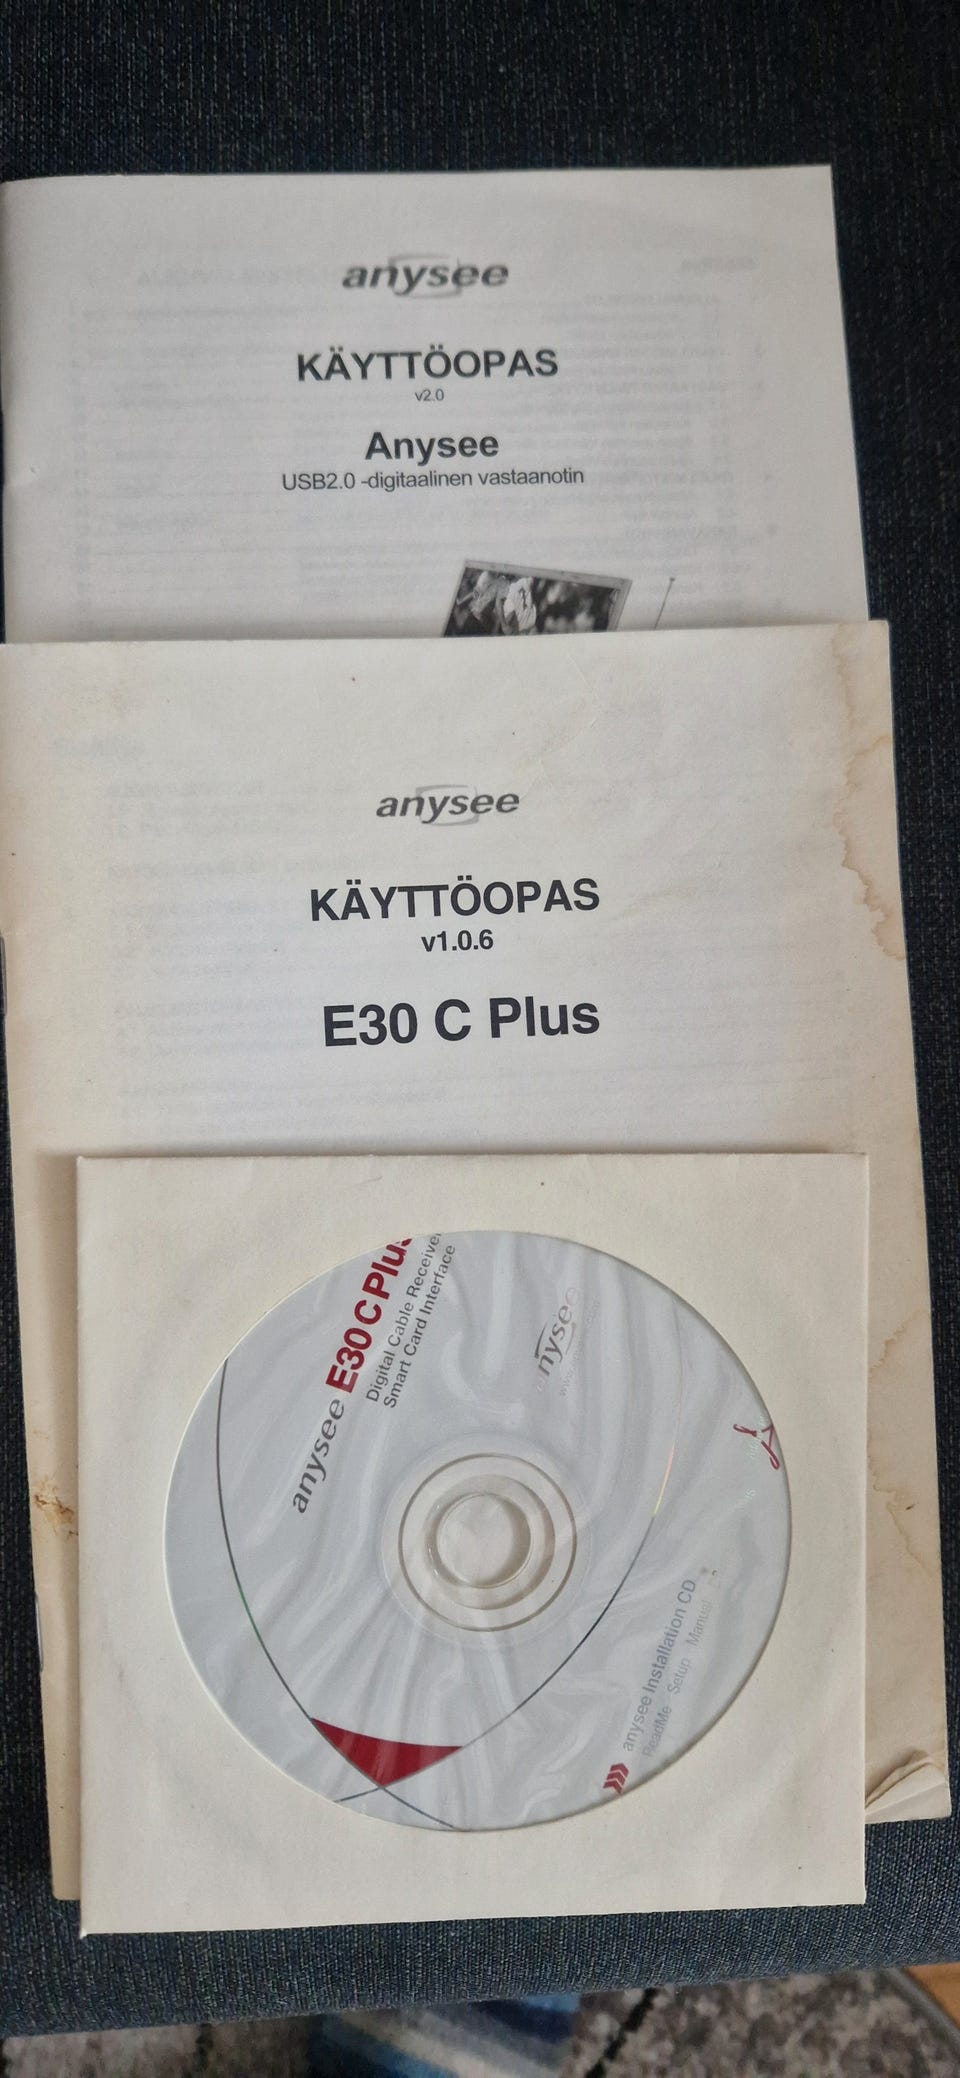 anysee
KÄYTTÖOPAS
v2.0
Anysee
USB2.0 -digitaalinen vastaanotin
anysee
KÄYTTÖOPAS
v1.0.6
E30 C Plus
anysee E30 C Plus
Digital Cable Receiver
Smart Card Interface
anysee
anysee Installation CD
ReadMe Setup Manual